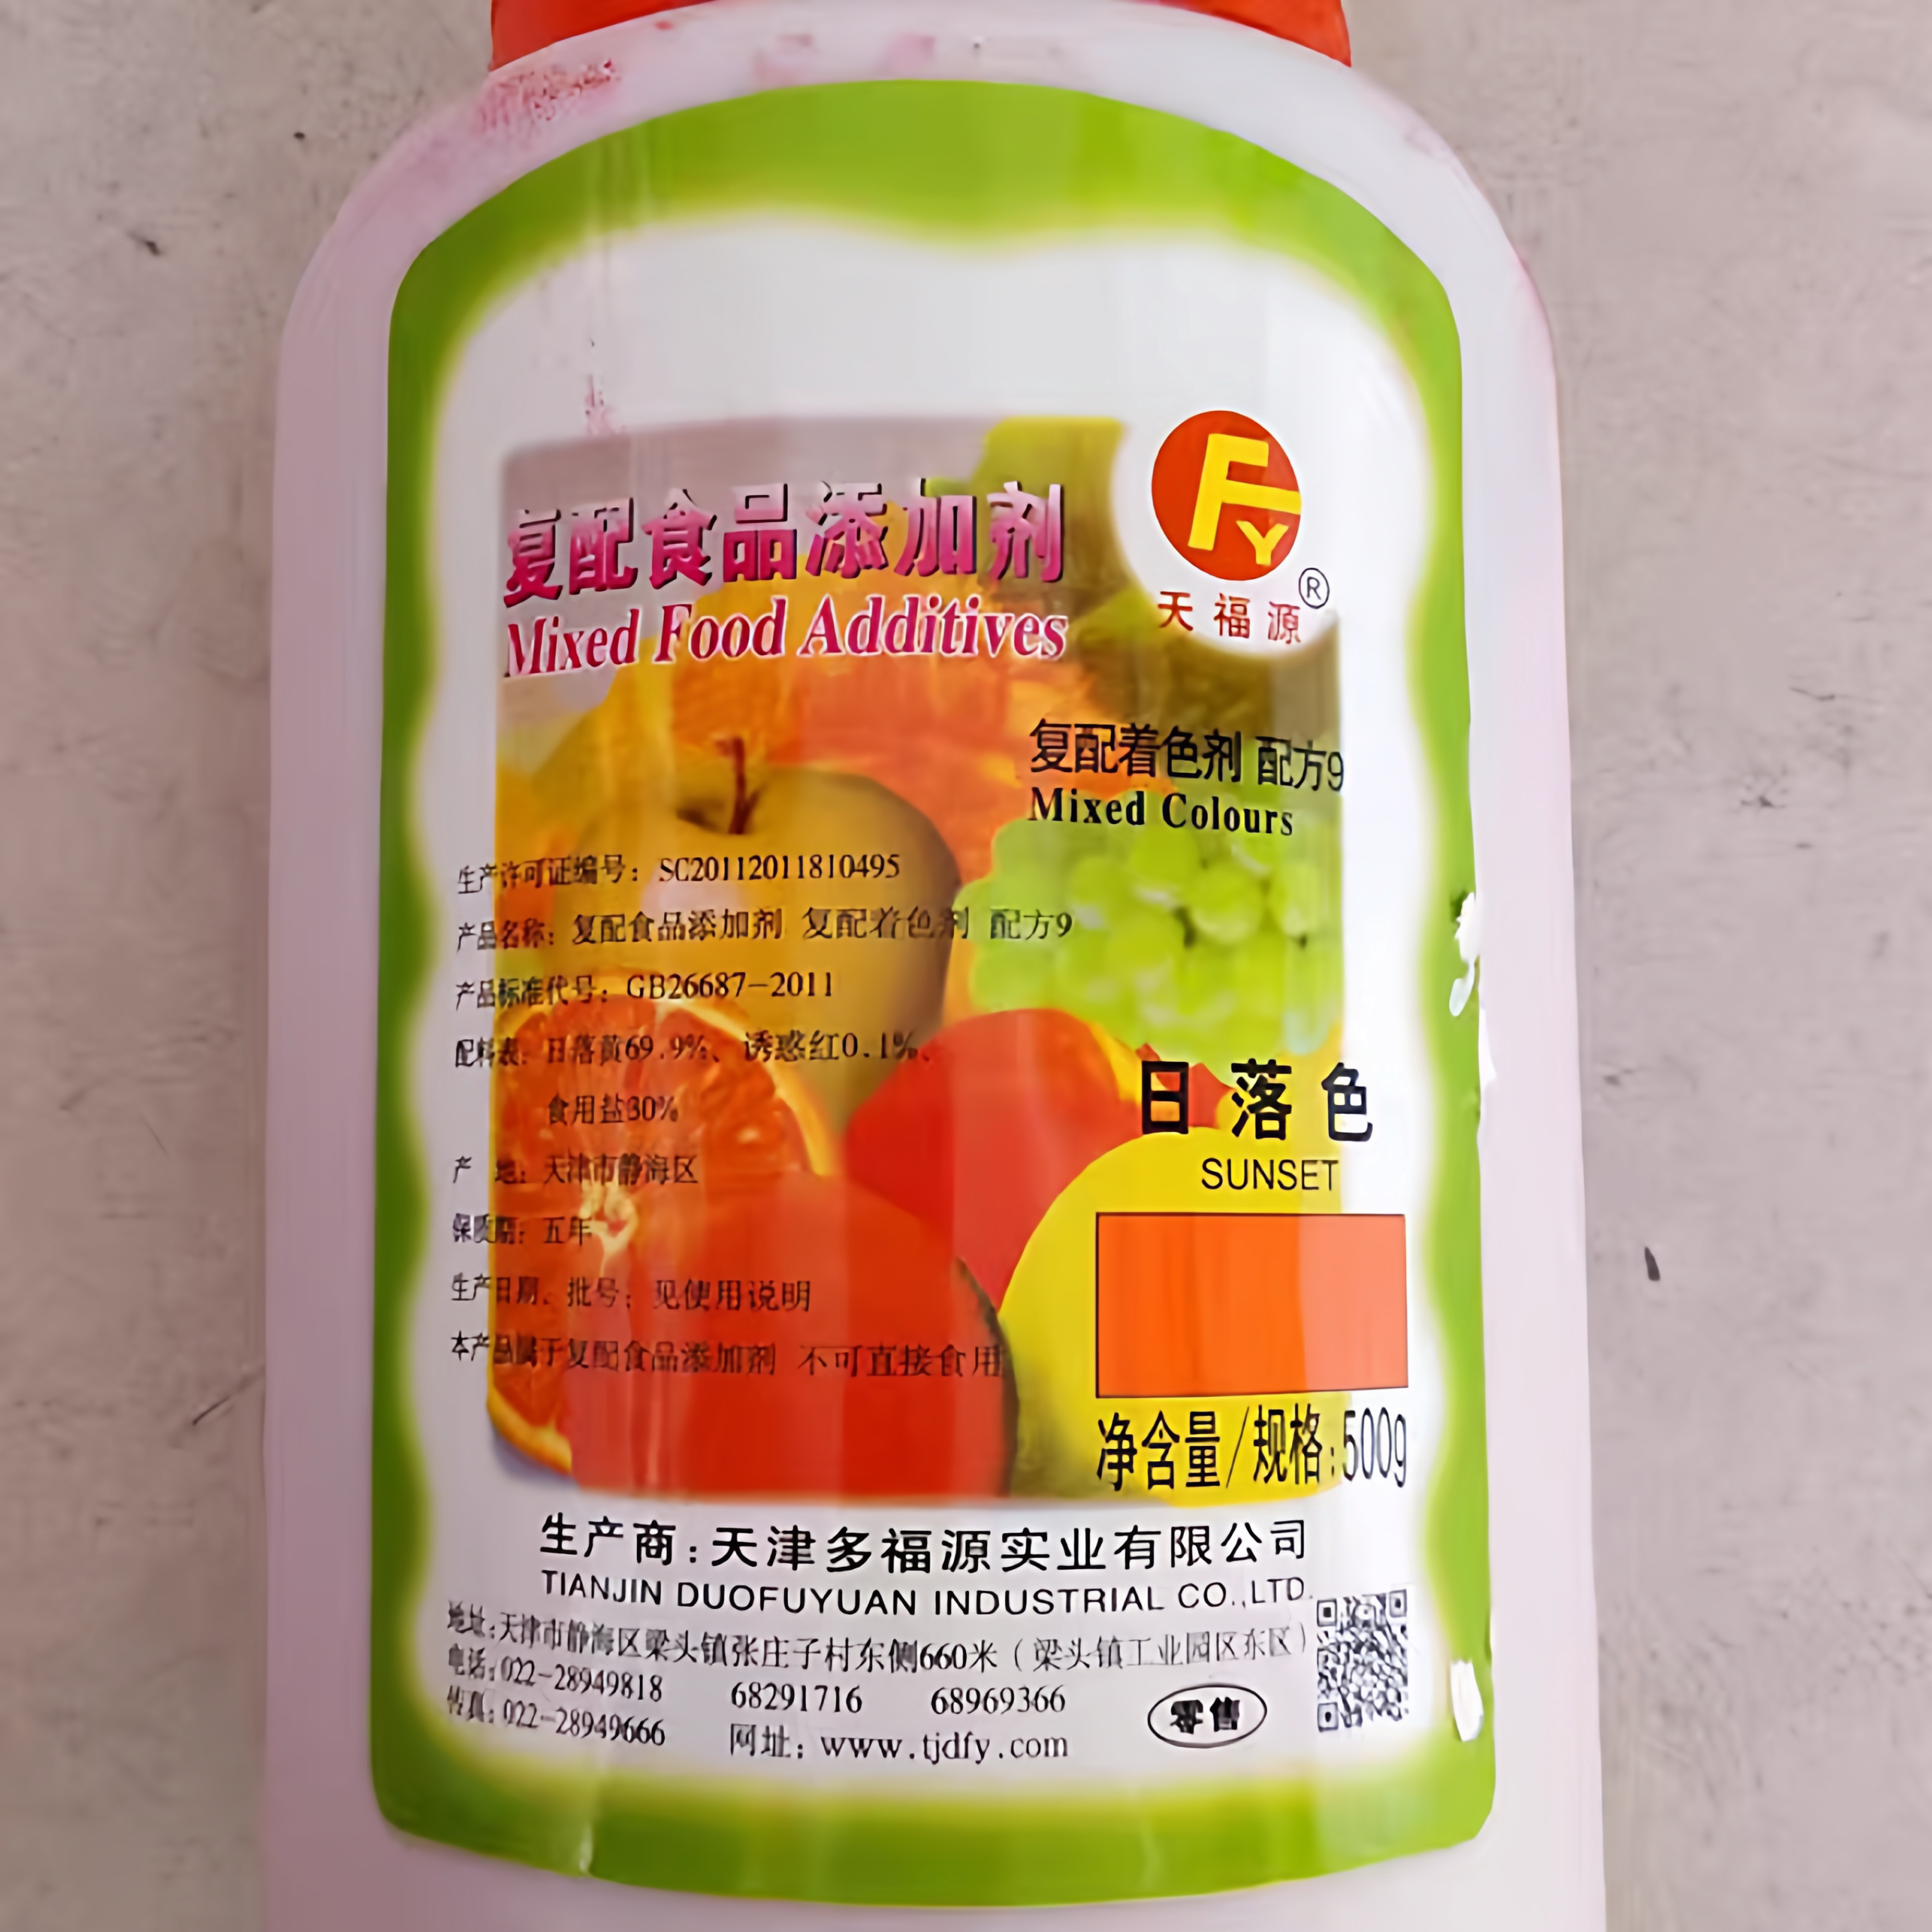 复配食品添加剂
Mixed Food Additives
FY
天福源®
复配着色剂 配方9
Mixed Colours
生产许可证编号：SC20112011810495
产品名称：复配食品添加剂 复配着色剂 配方9
产品标准代号：GB26687-2011
配料表：日落黄69.9%、诱惑红0.1%、
食用盐30%
产 地：天津市静海区
保质期：五年
生产日期、批号：见使用说明
本产品属于复配食品添加剂 不可直接食用
日落色
SUNSET
净含量/规格:500g
生产商:天津多福源实业有限公司
TIANJIN DUOFUYUAN INDUSTRIAL CO.,LTD.
地址:天津市静海区梁头镇张庄子村东侧660米（梁头镇工业园区东区）
电话:022-28949818 68291716 68969366
传真:022-28949666 网址：www.tjdfy.com
零售